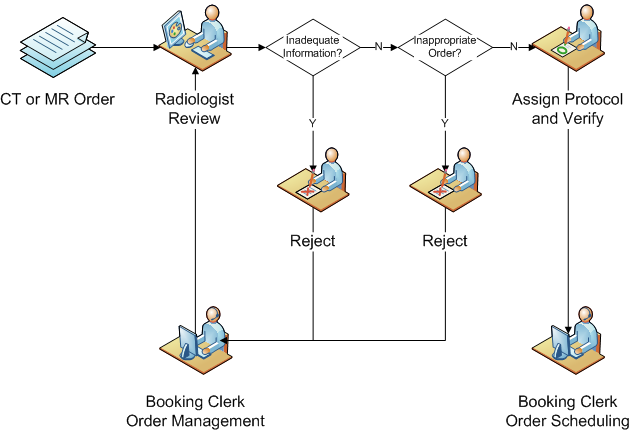 Inadequate
Information?
N
Inappropriate
Order?
N
CT or MR Order
Radiologist
Review
Assign Protocol
and Verify
Y
Y
Reject
Reject
Booking Clerk
Order Management
Booking Clerk
Order Scheduling